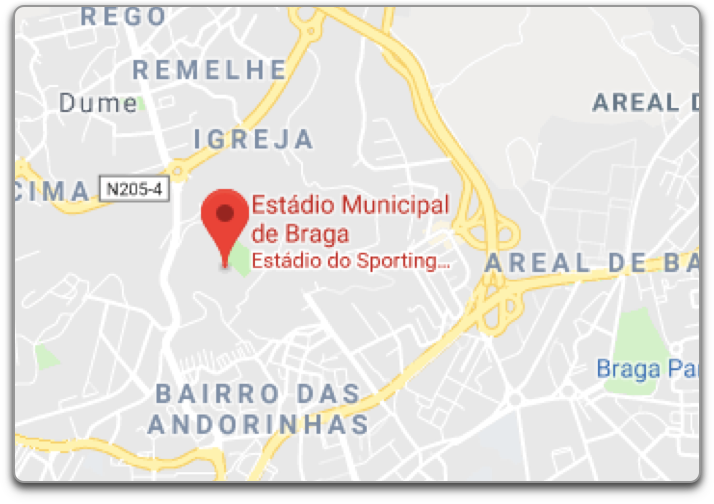 REGO
REMELHE
Dume
AREAL D
IGREJA
CIMA
N205-4
Estádio Municipal
de Braga
Estádio do Sporting...
AREAL DE BA
Braga Par
BAIRRO DAS
ANDORINHAS